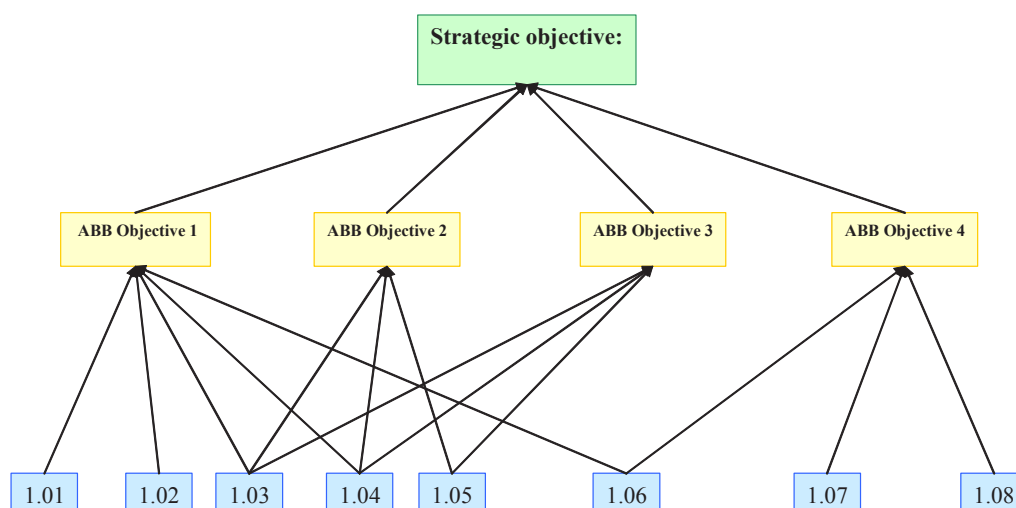 Strategic objective:
ABB Objective 1
ABB Objective 2
ABB Objective 3
ABB Objective 4
1.01
1.02
1.03
1.04
1.05
1.06
1.07
1.08